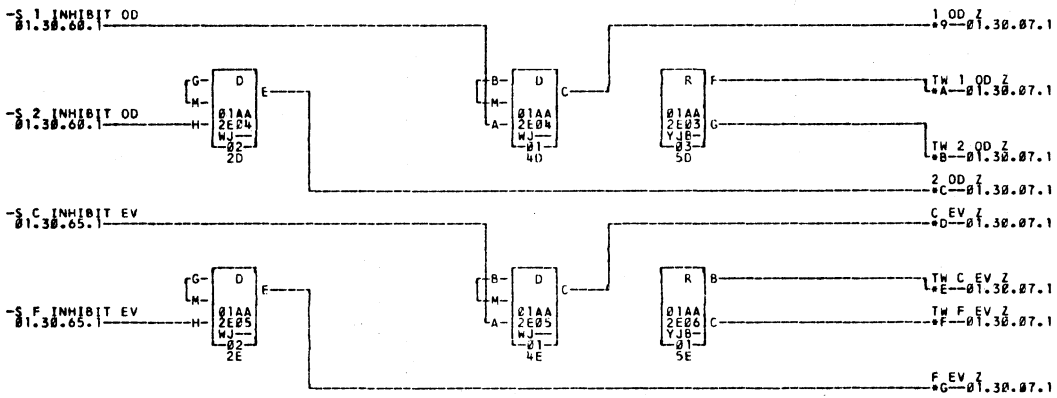 -S 1 INHIBIT OD
01.30.60.1
1 OD Z
*9--01.30.07.1
G- D E
M-
-S 2 INHIBIT OD
01.30.60.1
H-
01AA
2E04
WJ--
-02-
2D
B- D C
M-
A-
01AA
2E04
WJ--
-01-
4D
R F
G
01AA
2E03
YJB-
-03-
5D
TW 1 OD Z
*A--01.30.07.1
TW 2 OD Z
*B--01.30.07.1
2 OD Z
*C--01.30.07.1
-S C INHIBIT EV
01.30.65.1
C EV Z
*D--01.30.07.1
G- D E
M-
-S F INHIBIT EV
01.30.65.1
H-
01AA
2E05
WJ--
-02-
2E
B- D C
M-
A-
01AA
2E05
WJ--
-01-
4E
R B
C
01AA
2E06
YJB-
-01-
5E
TW C EV Z
*E--01.30.07.1
TW F EV Z
*F--01.30.07.1
F EV Z
*G--01.30.07.1